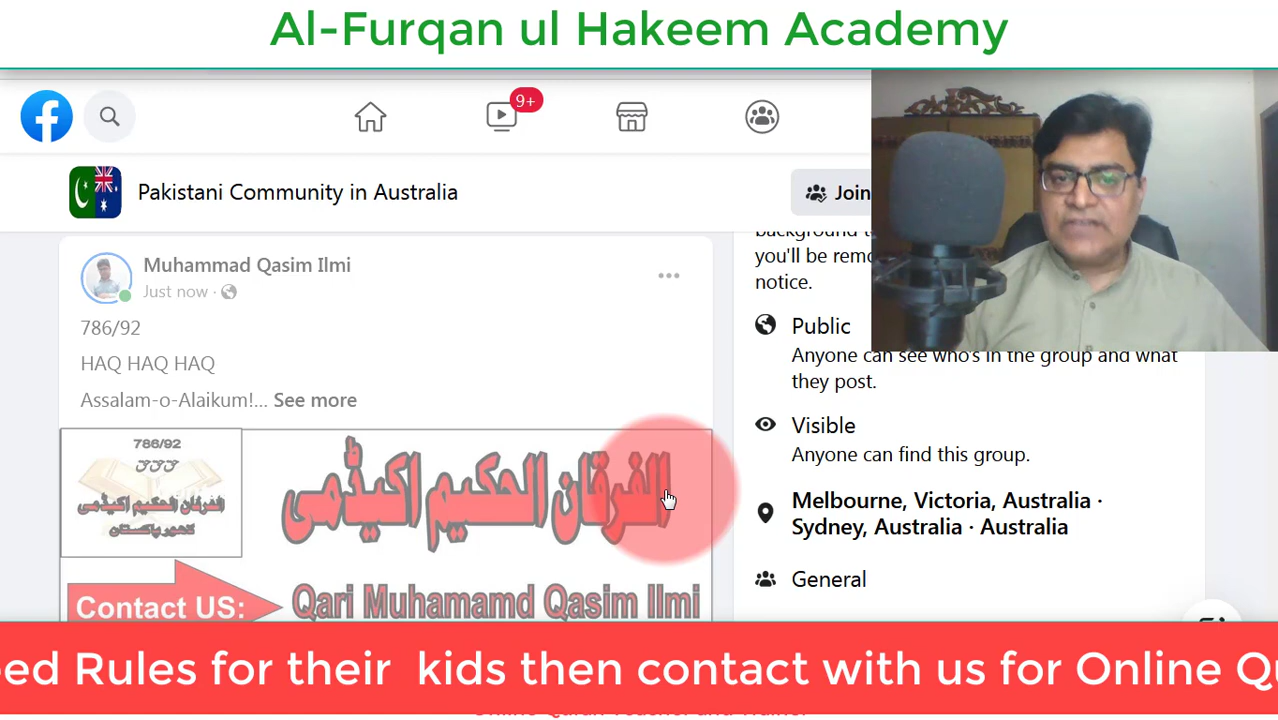 Al-Furqan ul Hakeem Academy
9+
Pakistani Community in Australia
Join
Muhammad Qasim Ilmi
Just now ·
786/92
HAQ HAQ HAQ
Assalam-o-Alaikum!... See more
786/92
حق حق حق
الفرقان الحکیم اکیڈمی
الفرقان الحکیم اکیڈمی
Contact US:
Qari Muhamamd Qasim Ilmi
background
you'll be
notice.
Public
Anyone can see who's in the group and what
they post.
Visible
Anyone can find this group.
Melbourne, Victoria, Australia ·
Sydney, Australia · Australia
General
eed Rules for their kids then contact with us for Online Qu